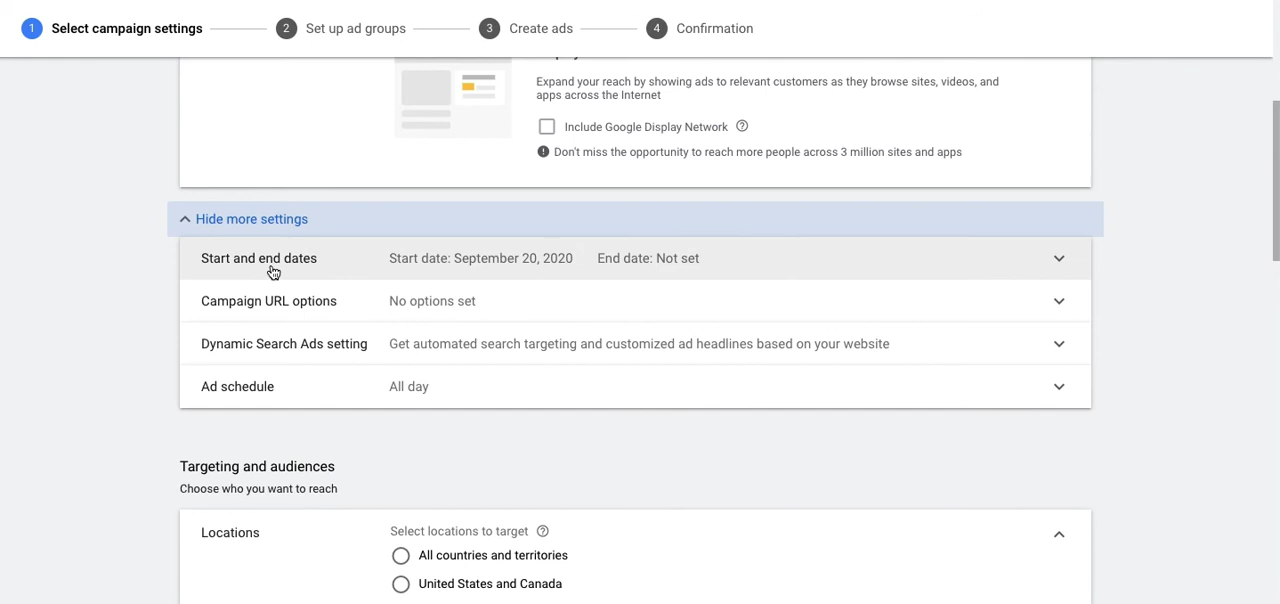 1 Select campaign settings 2 Set up ad groups 3 Create ads 4 Confirmation
Expand your reach by showing ads to relevant customers as they browse sites, videos, and
apps across the Internet
Include Google Display Network
Don't miss the opportunity to reach more people across 3 million sites and apps
Hide more settings
Start and end dates Start date: September 20, 2020 End date: Not set
Campaign URL options No options set
Dynamic Search Ads setting Get automated search targeting and customized ad headlines based on your website
Ad schedule All day
Targeting and audiences
Choose who you want to reach
Locations Select locations to target
All countries and territories
United States and Canada